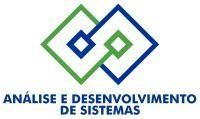 ANÁLISE E DESENVOLVIMENTO
DE SISTEMAS